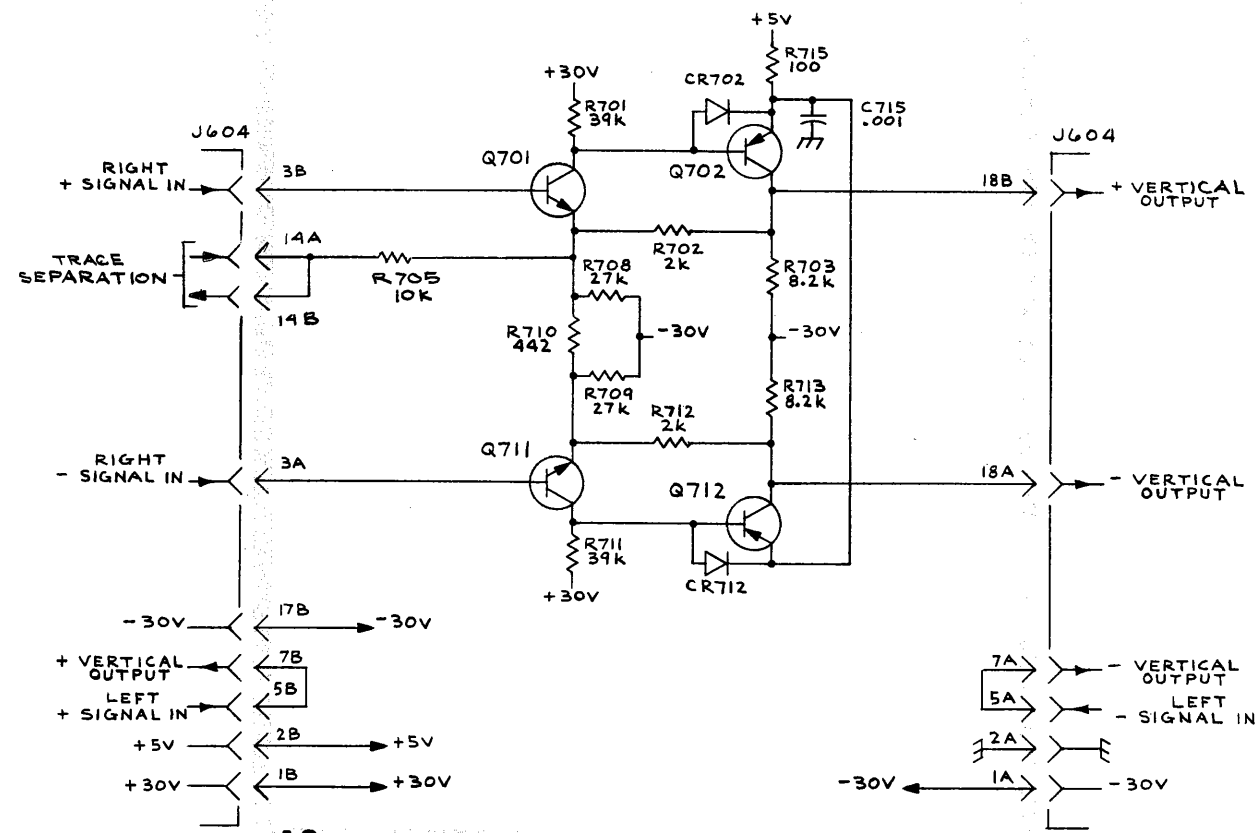 +5V
R715
100
CR702
+30V
R701
39K
C715
.001
J604
J604
Q701
Q702
RIGHT
+ SIGNAL IN
3B
18B
+ VERTICAL
OUTPUT
14A
TRACE
SEPARATION
R705
10K
14B
R702
2K
R708
27K
R703
8.2K
R710
442
-30V
-30V
R709
27K
R713
8.2K
R712
2K
Q711
RIGHT
- SIGNAL IN
3A
Q712
18A
- VERTICAL
OUTPUT
R711
39K
CR712
+30V
-30V
17B
-30V
+ VERTICAL
OUTPUT
7B
7A
- VERTICAL
OUTPUT
LEFT
+ SIGNAL IN
5B
5A
LEFT
- SIGNAL IN
+5V
2B
+5V
2A
+30V
1B
+30V
-30V
1A
-30V